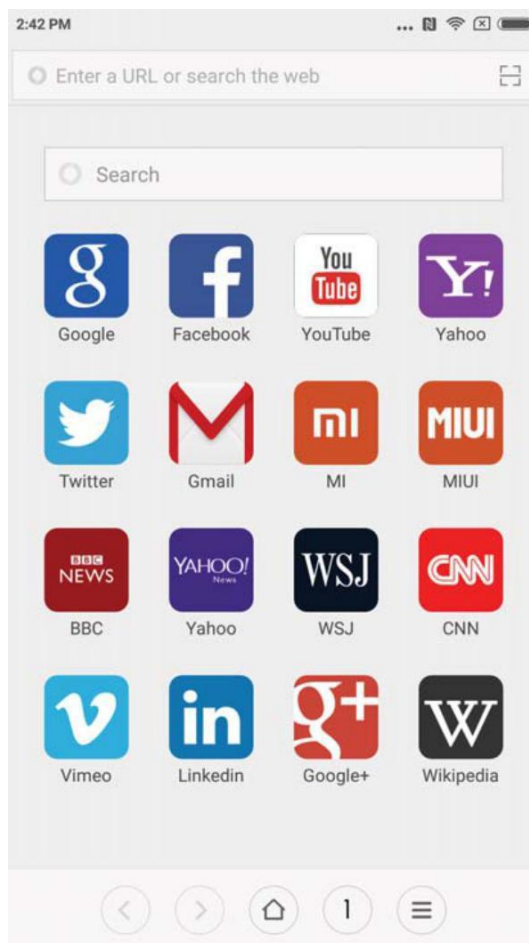 2:42 PM
Enter a URL or search the web
Search
g
f
You
Tube
Y!
Google
Facebook
YouTube
Yahoo
MI
MIUI
Twitter
Gmail
MI
MIUI
BBC
NEWS
YAHOO!
News
WSJ
CNN
BBC
Yahoo
WSJ
CNN
v
in
g+
W
Vimeo
Linkedin
Google+
Wikipedia
1